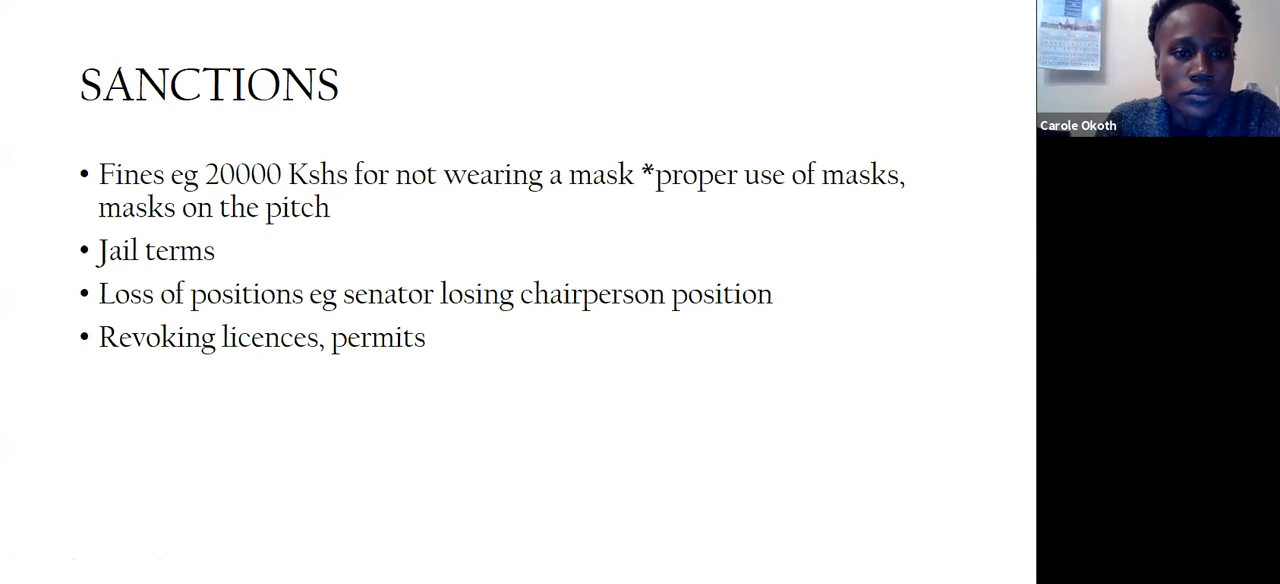 SANCTIONS
• Fines eg 20000 Kshs for not wearing a mask *proper use of masks,
masks on the pitch
• Jail terms
• Loss of positions eg senator losing chairperson position
• Revoking licences, permits
Carole Okoth